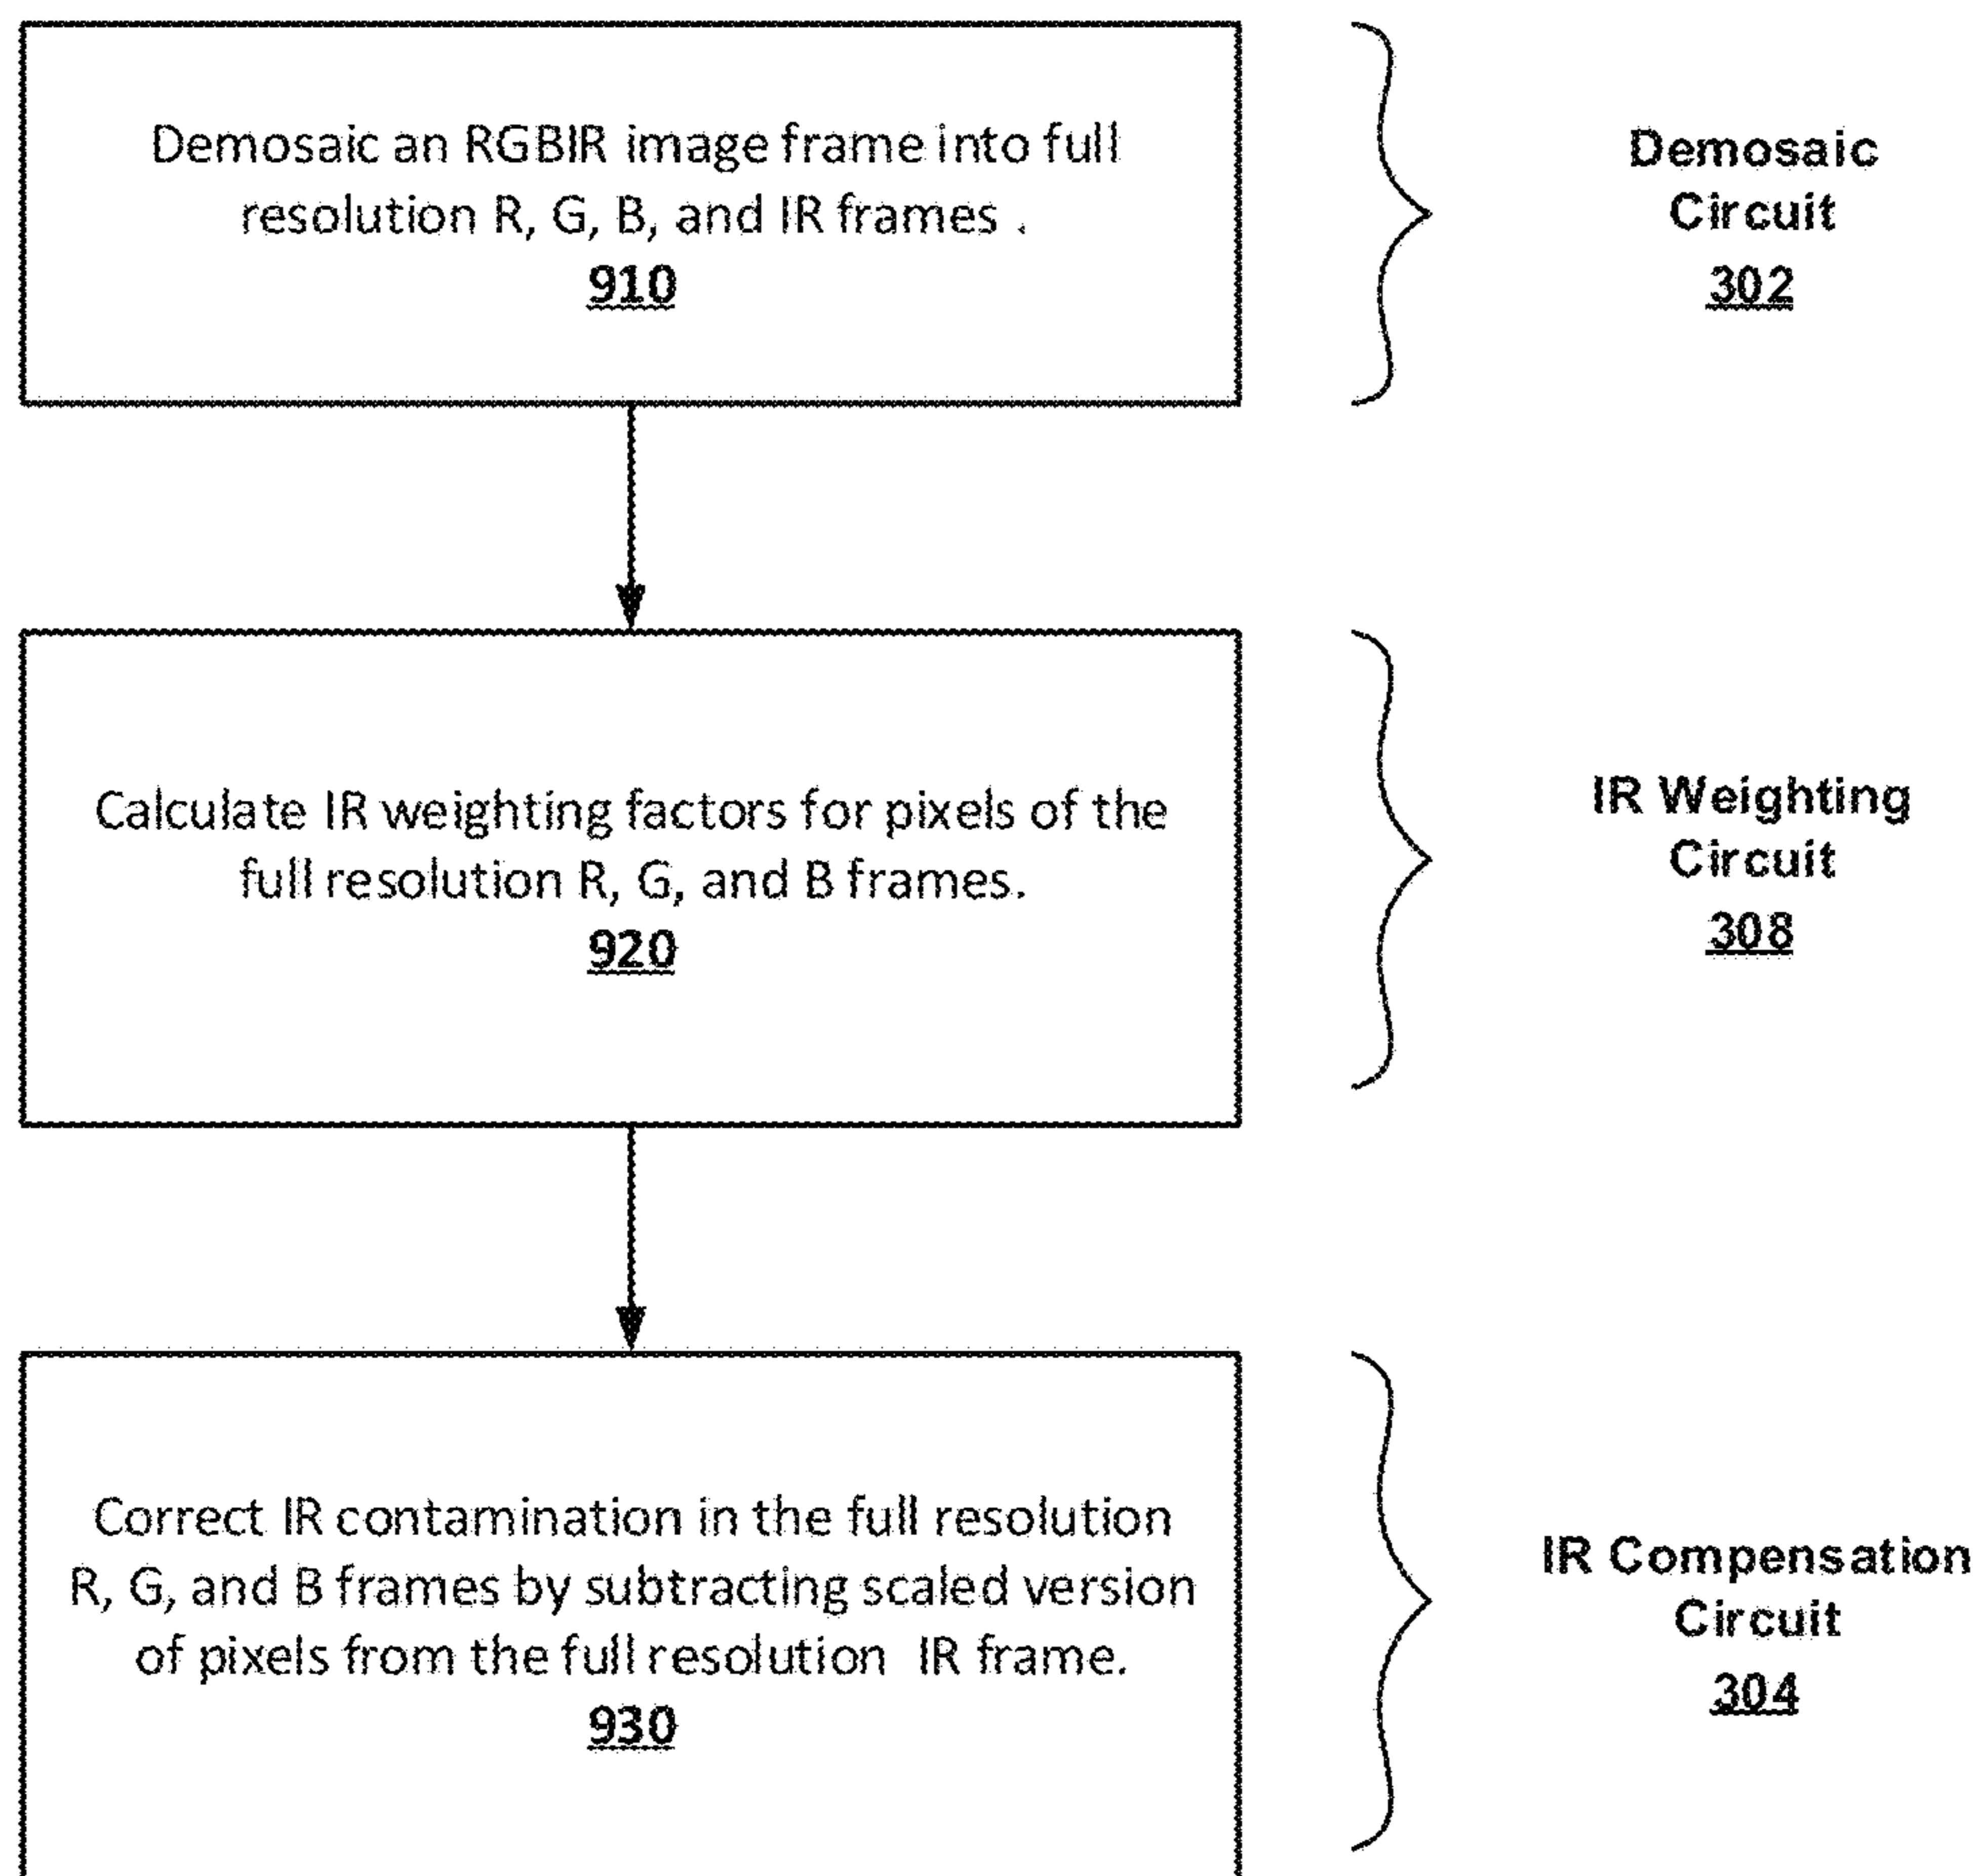 Demosaic an RGBIR image frame into full
resolution R, G, B, and IR frames .
910
Demosaic
Circuit
302
Calculate IR weighting factors for pixels of the
full resolution R, G, and B frames.
920
IR Weighting
Circuit
308
Correct IR contamination in the full resolution
R, G, and B frames by subtracting scaled version
of pixels from the full resolution IR frame.
930
IR Compensation
Circuit
304